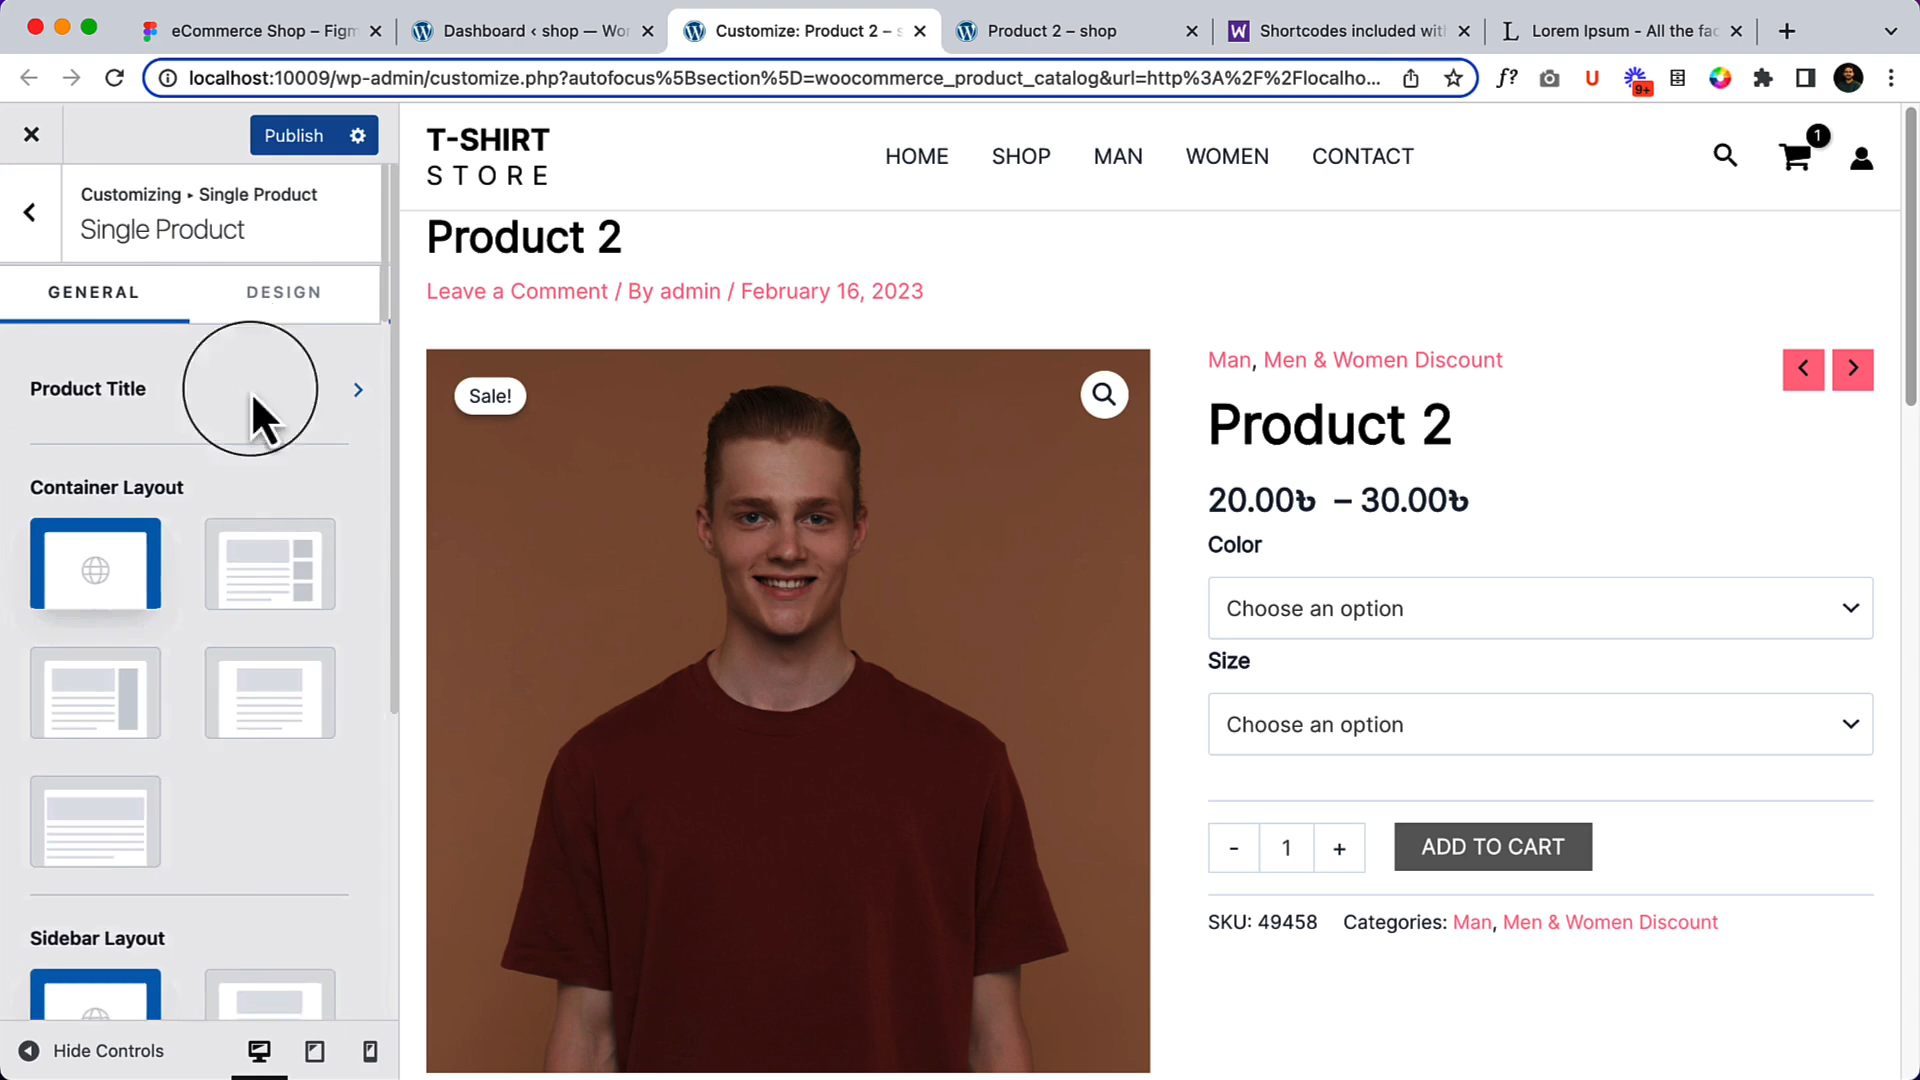 eCommerce Shop – Figm
Dashboard ‹ shop — Wor
Customize: Product 2 – s
Product 2 – shop
Shortcodes included wit
Lorem Ipsum - All the fac
localhost:10009/wp-admin/customize.php?autofocus%5Bsection%5D=woocommerce_product_catalog&url=http%3A%2F%2Flocalho...
f?
U
9+
Publish
Customizing ▸ Single Product
Single Product
GENERAL
DESIGN
Product Title
Container Layout
Sidebar Layout
Hide Controls
T-SHIRT
STORE
HOME
SHOP
MAN
WOMEN
CONTACT
1
Product 2
Leave a Comment / By admin / February 16, 2023
Sale!
Man, Men & Women Discount
Product 2
20.00৳ – 30.00৳
Color
Choose an option
Size
Choose an option
- 1 +
ADD TO CART
SKU: 49458 Categories: Man, Men & Women Discount